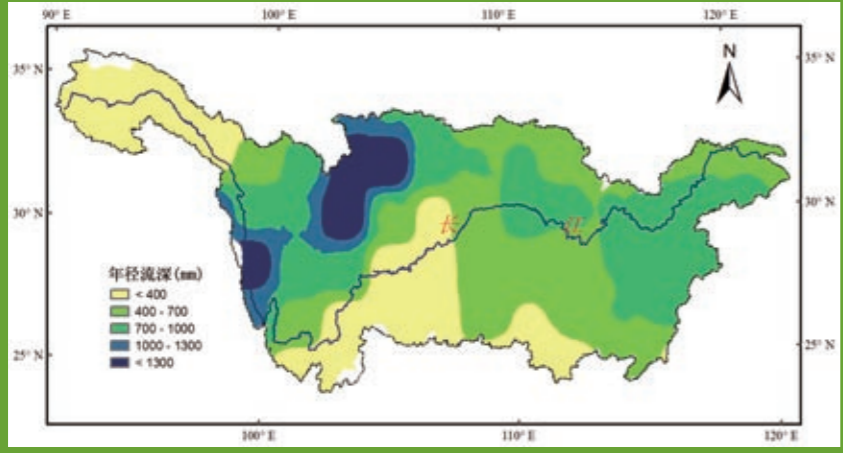 90° E 100° E 110° E 120° E
N
35° N 35° N
30° N 30° N
长 江
年径流深(mm)
< 400
400 - 700
700 - 1000
1000 - 1300
< 1300
25° N 25° N
100° E 110° E 120° E